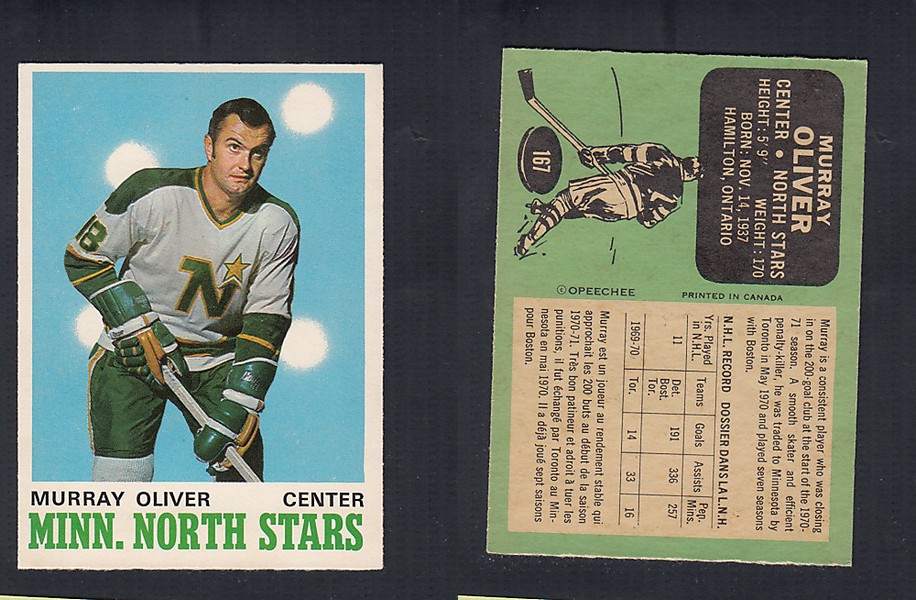 8
N
MURRAY OLIVER CENTER
MINN. NORTH STARS
167
MURRAY
OLIVER
CENTER • NORTH STARS
HEIGHT: 5' 9" WEIGHT: 170
BORN: NOV. 14, 1937
HAMILTON, ONTARIO
© OPEECHEE PRINTED IN CANADA
Murray is a consistent player who was closing
in on the 200-goal club at the start of the 1970-
71 season. A smooth skater and efficient
penalty-killer, he was traded to Minnesota by
Toronto in May 1970 and played seven seasons
with Boston.
N.H.L. RECORD DOSSIER DANS LA L.N.H.
Yrs. Played Teams Goals Assists Pen.
in N.H.L. Mins.
11 Det. 191 336 257
Bost.
Tor.
1969-70 Tor. 14 33 16
Murray est un joueur au rendement stable qui
approchait les 200 buts au début de la saison
1970-71. Très bon patineur et adroit à tuer les
punitions, il fut échangé par Toronto au Min-
nesota en mai 1970. Il a déjà joué sept saisons
pour Boston.